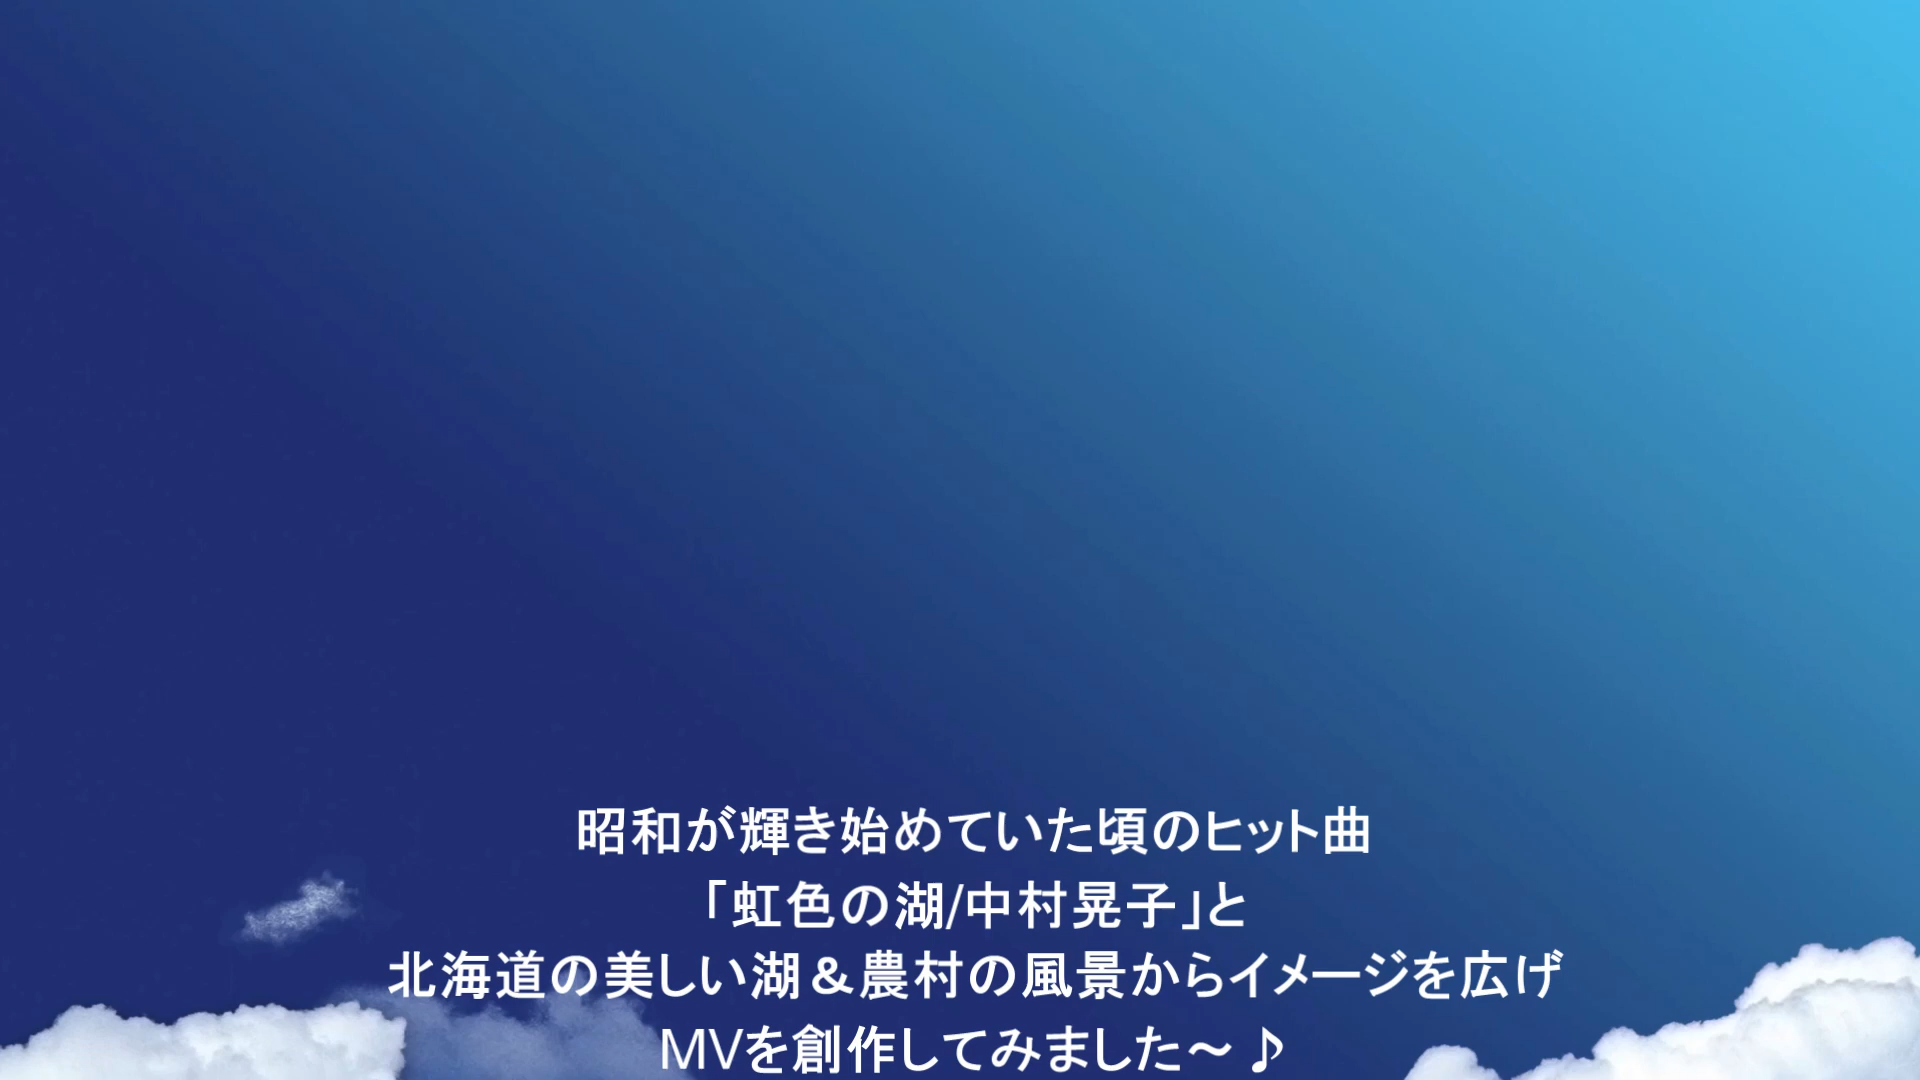 昭和が輝き始めていた頃のヒット曲
「虹色の湖/中村晃子」と
北海道の美しい湖＆農村の風景からイメージを広げ
MVを創作してみました～♪